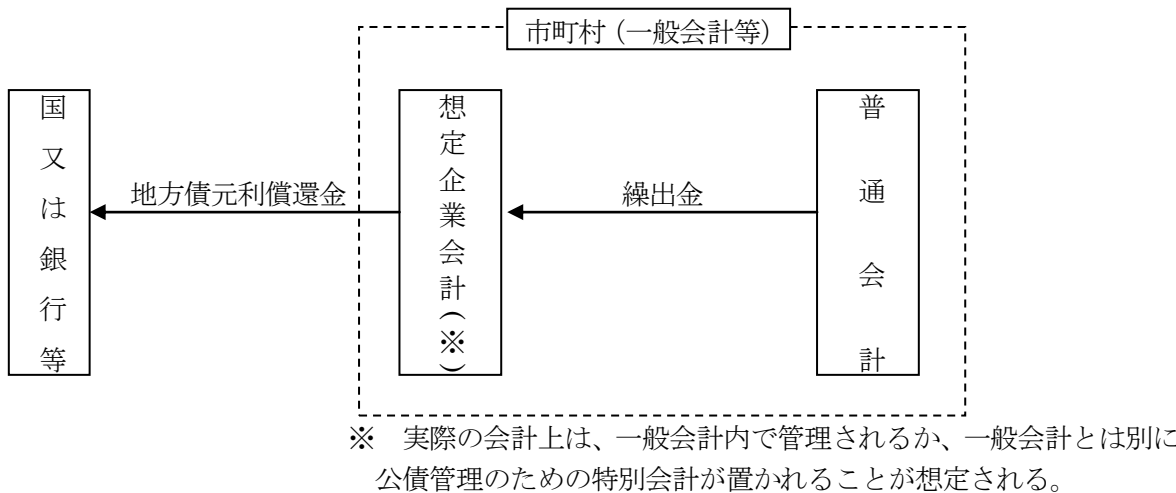 市町村（一般会計等）
国又は銀行等
地方債元利償還金
想定企業会計（※）
繰出金
普通会計
※　実際の会計上は、一般会計内で管理されるか、一般会計とは別に
公債管理のための特別会計が置かれることが想定される。